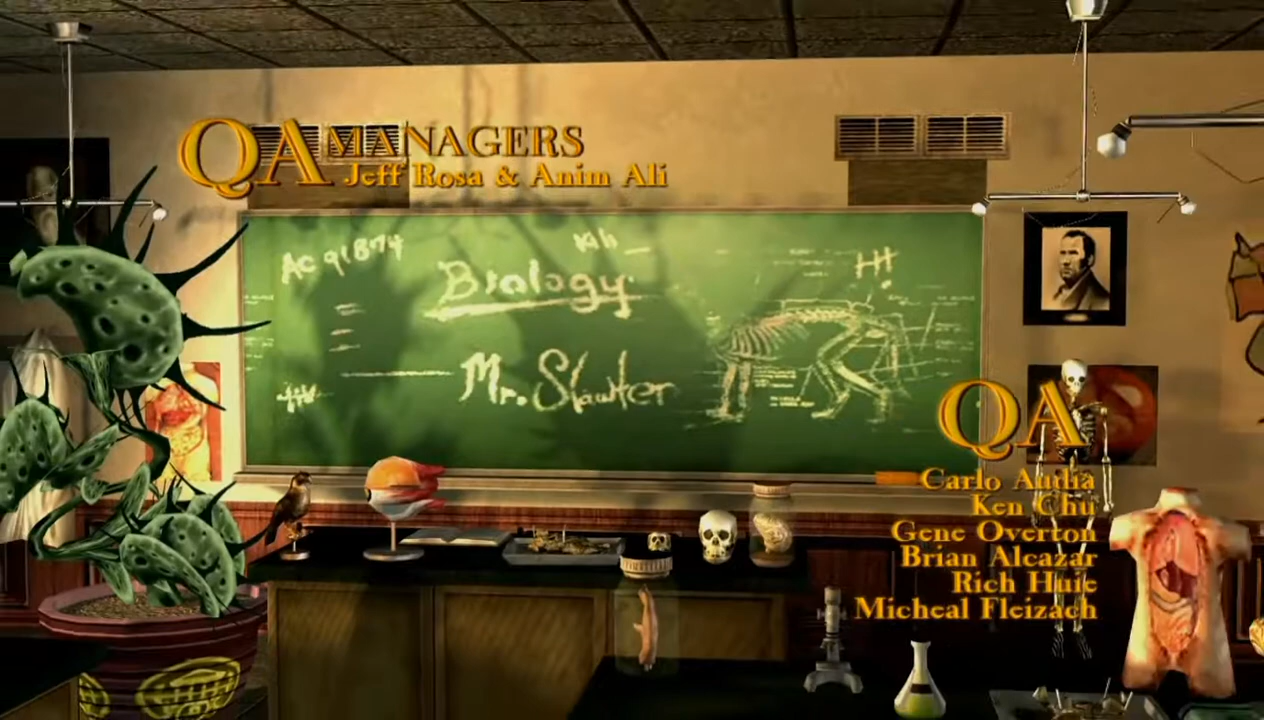 QA MANAGERS
Jeff Rosa & Anim Ali
AC 91874
Biology
H!
Mr. Slawter
QA
Carlo Audia
Ken Chu
Gene Overton
Brian Alcazar
Rich Huie
Micheal Fleizach